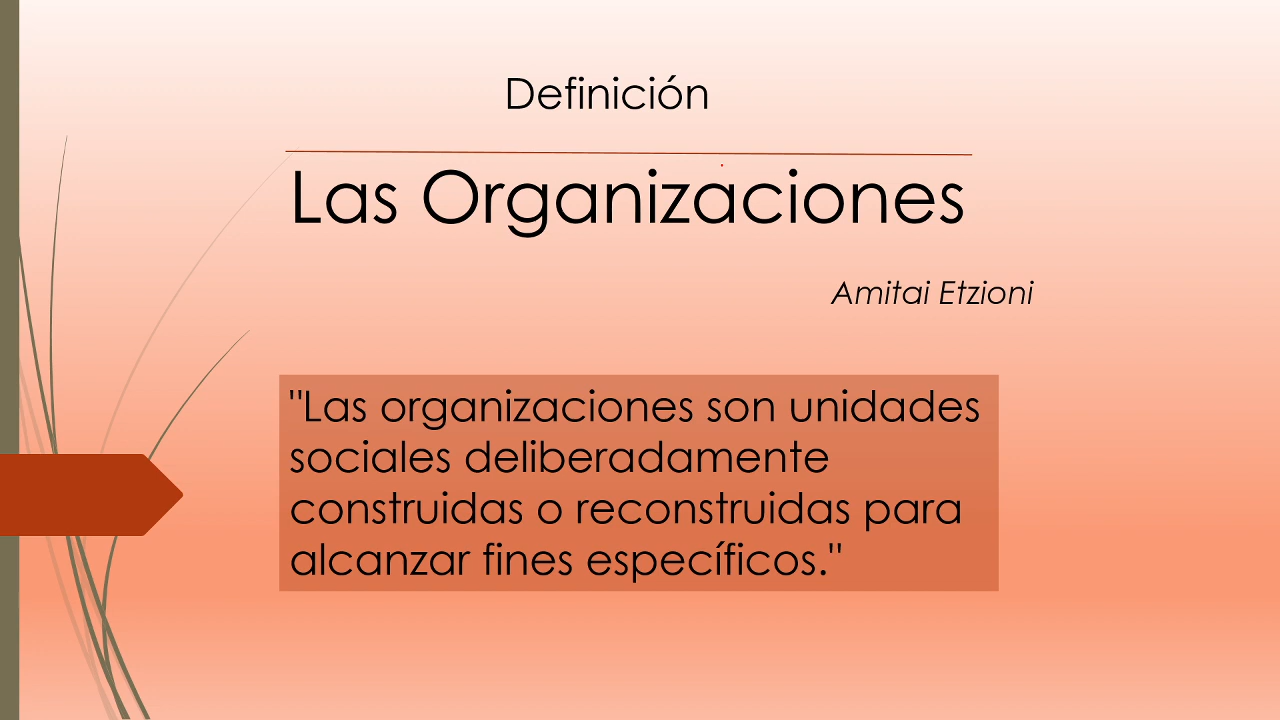 Definición
Las Organizaciones
Amitai Etzioni
"Las organizaciones son unidades
sociales deliberadamente
construidas o reconstruidas para
alcanzar fines específicos."